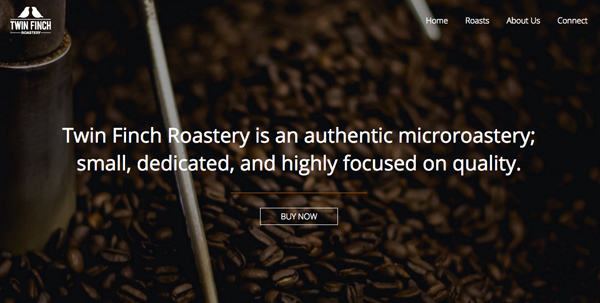 TWIN FINCH
ROASTERY
Home Roasts About Us Connect
Twin Finch Roastery is an authentic microroastery;
small, dedicated, and highly focused on quality.
BUY NOW